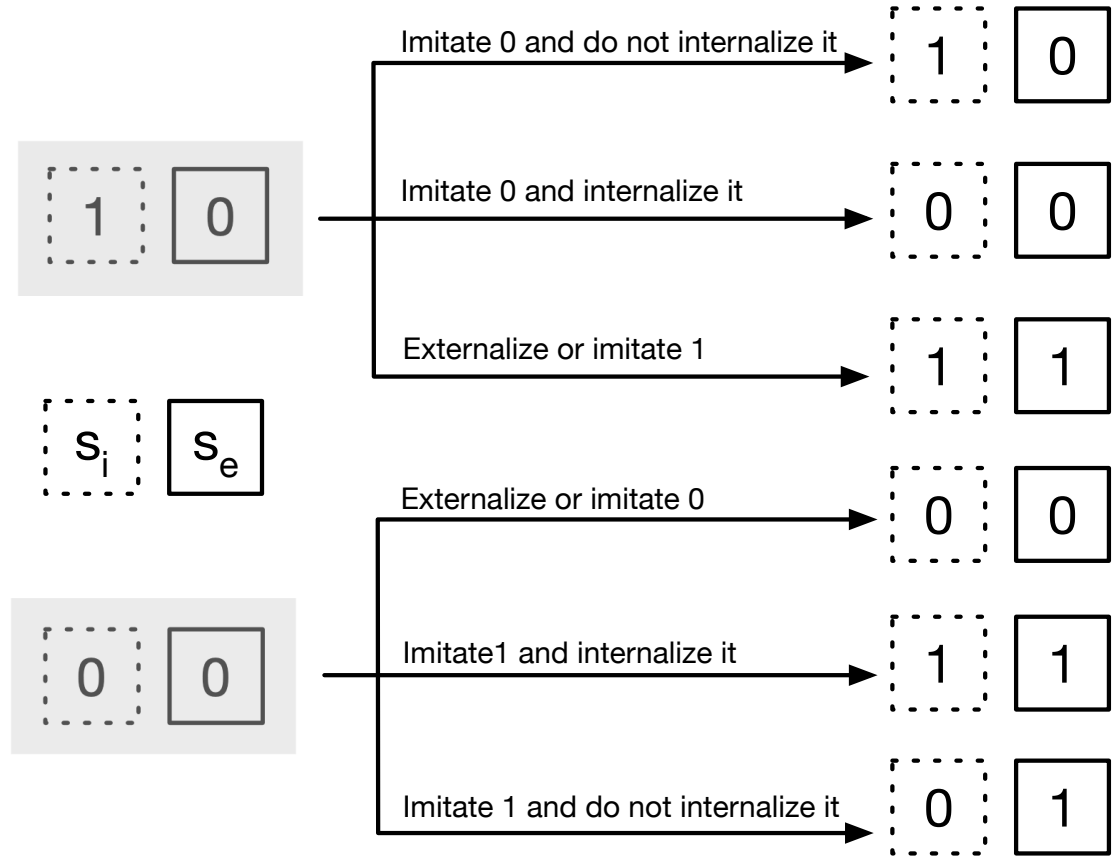 Imitate 0 and do not internalize it
1 0
Imitate 0 and internalize it
1 0
0 0
Externalize or imitate 1
1 1
si se
Externalize or imitate 0
0 0
Imitate1 and internalize it
0 0
1 1
Imitate 1 and do not internalize it
0 1